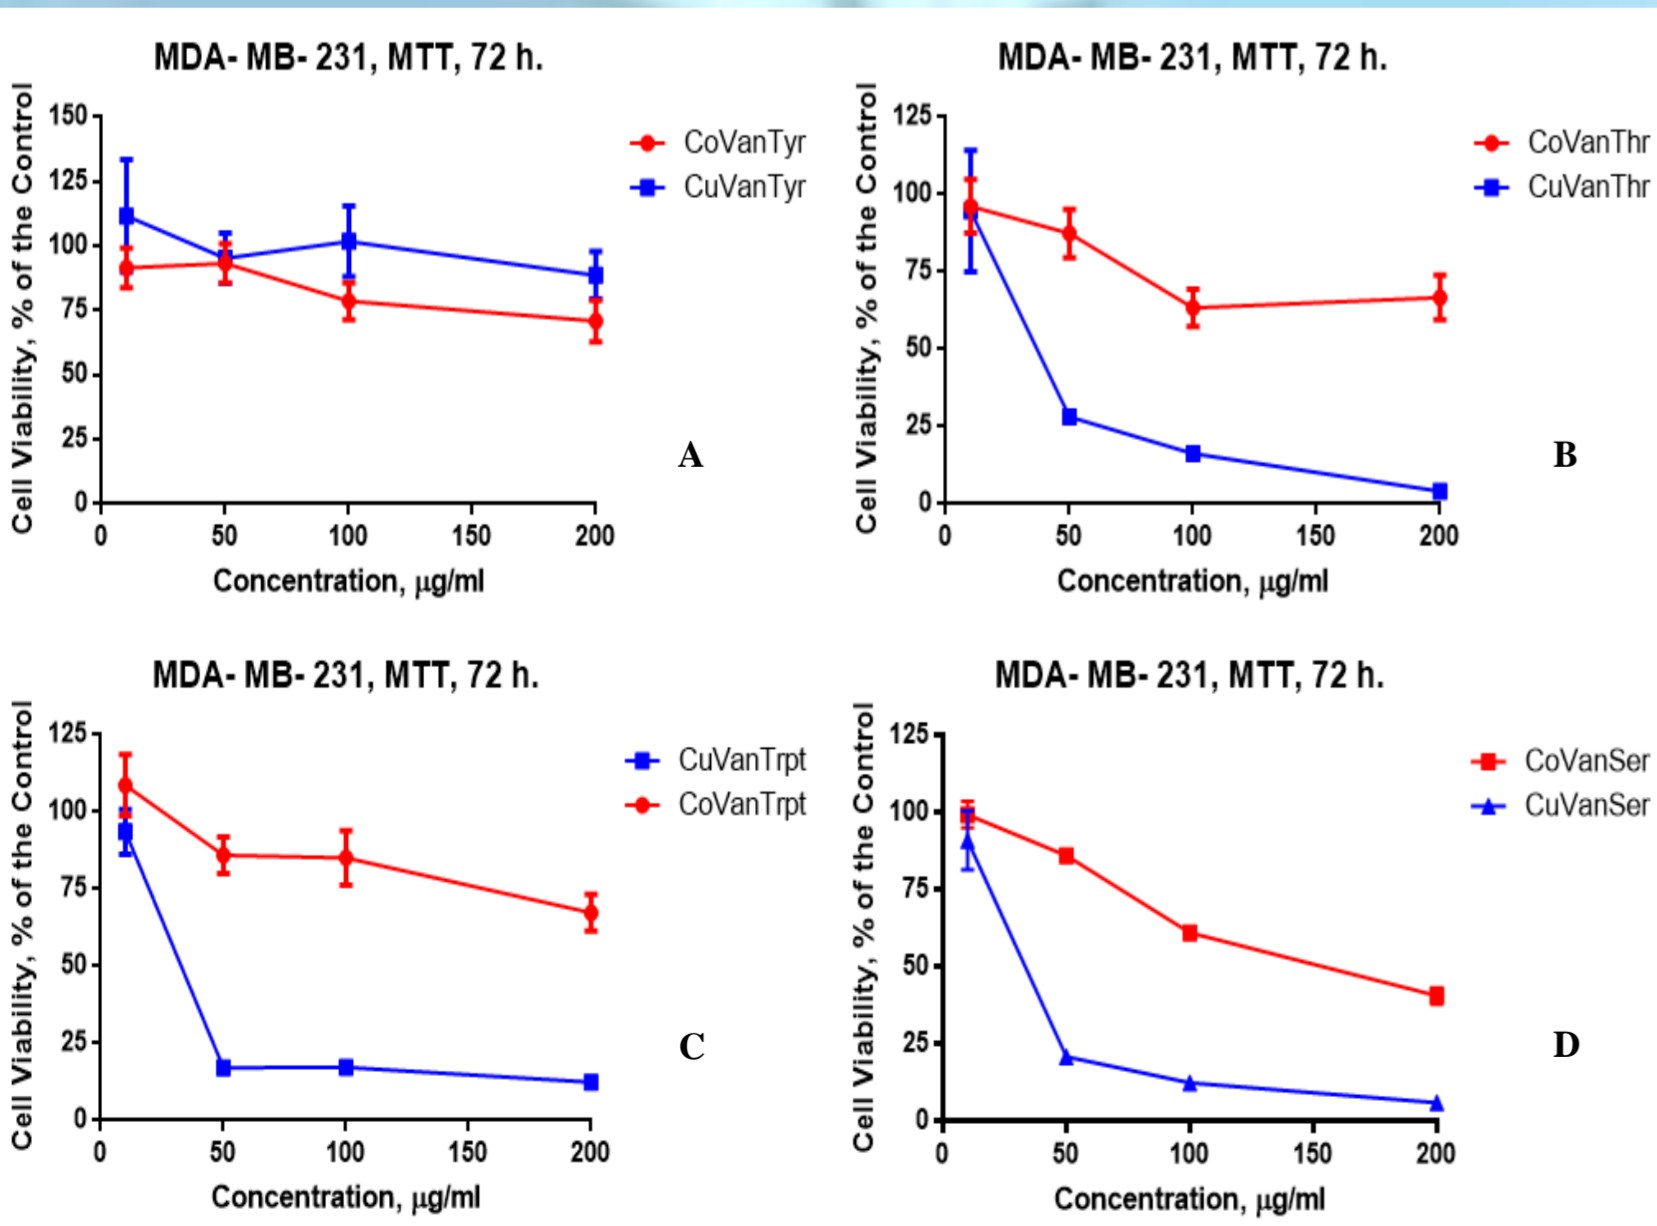 MDA- MB- 231, MTT, 72 h.
Cell Viability, % of the Control
150
125
100
75
50
25
0
0 50 100 150 200
Concentration, μg/ml
CoVanTyr
CuVanTyr
A
MDA- MB- 231, MTT, 72 h.
Cell Viability, % of the Control
125
100
75
50
25
0
0 50 100 150 200
Concentration, μg/ml
CoVanThr
CuVanThr
B
MDA- MB- 231, MTT, 72 h.
Cell Viability, % of the Control
125
100
75
50
25
0
0 50 100 150 200
Concentration, μg/ml
CuVanTrpt
CoVanTrpt
C
MDA- MB- 231, MTT, 72 h.
Cell Viability, % of the Control
125
100
75
50
25
0
0 50 100 150 200
Concentration, μg/ml
CoVanSer
CuVanSer
D